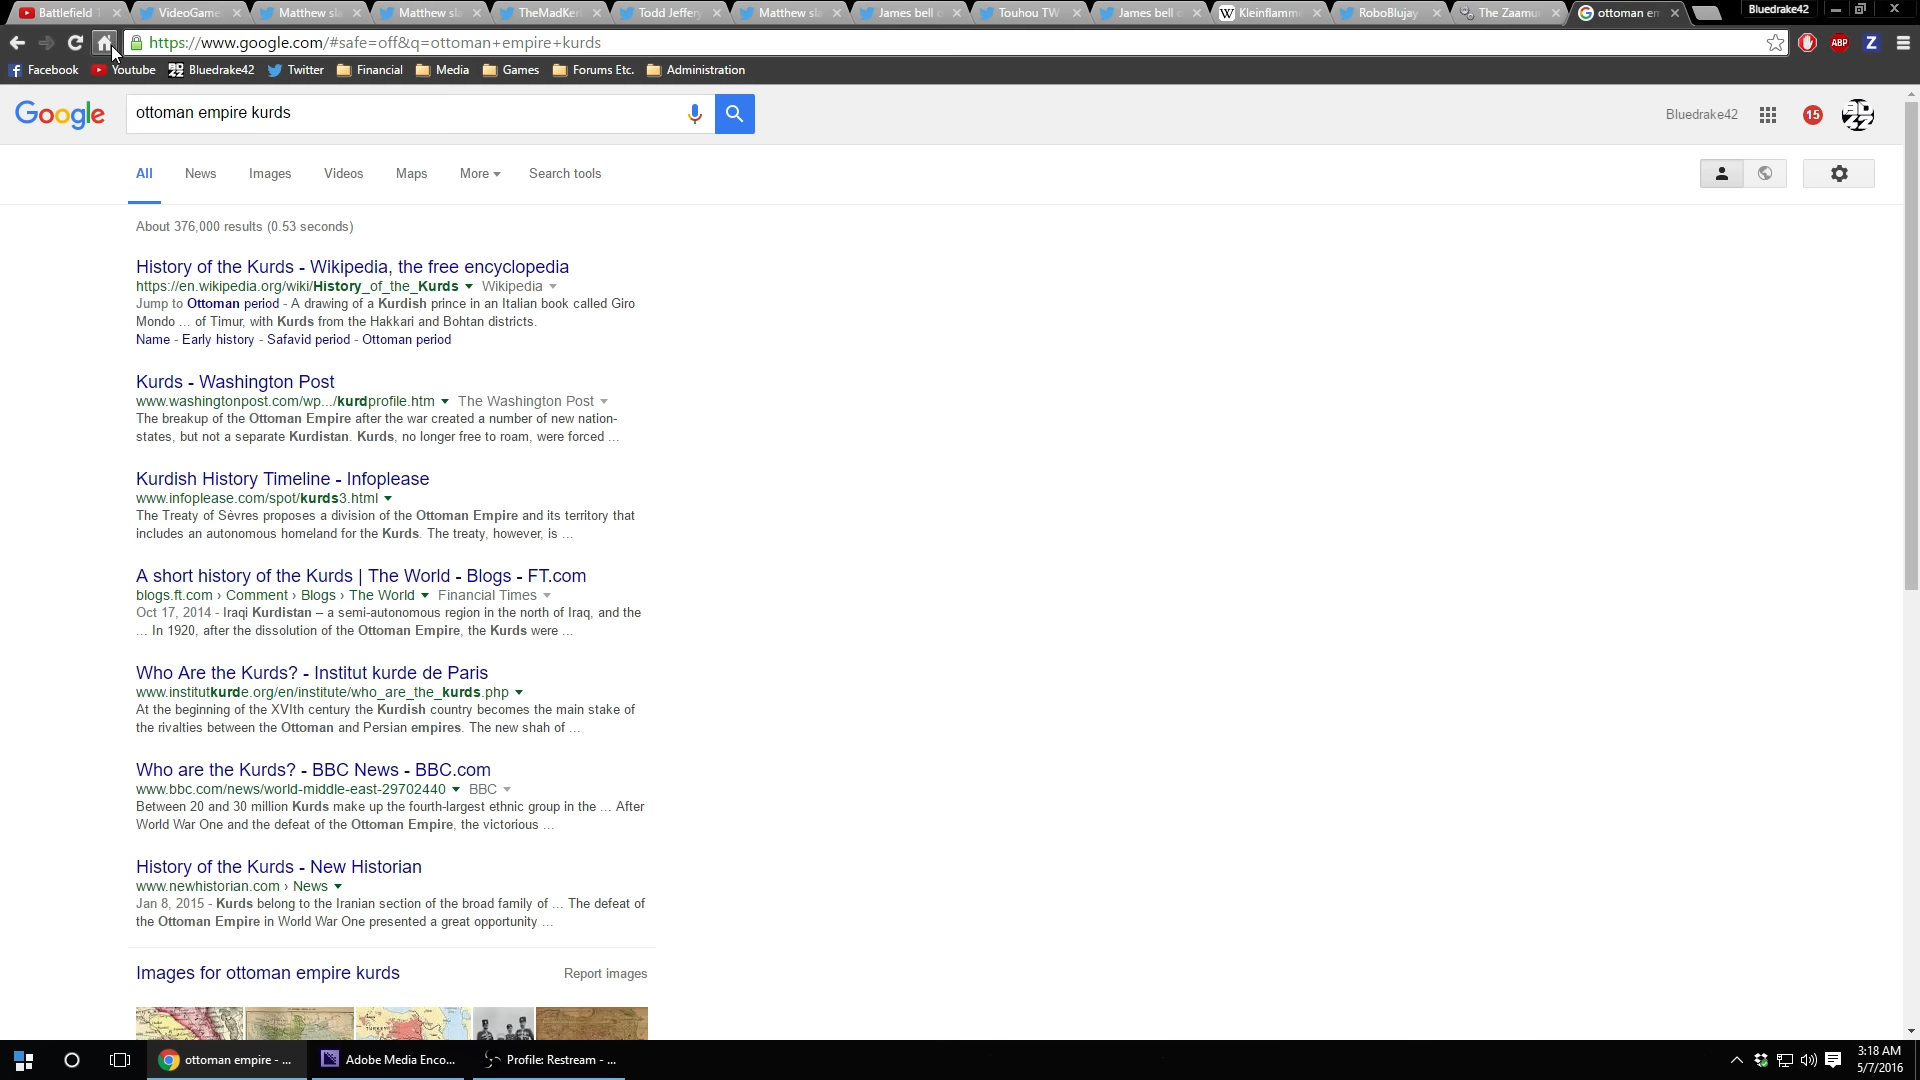 Battlefield 1
VideoGame
Matthew sla
Matthew sla
TheMadKer
Todd Jeffery
Matthew sla
James bell o
Touhou TW
James bell o
Kleinflamm
RoboBlujay
The Zaamu
ottoman em
Bluedrake42
https://www.google.com/#safe=off&q=ottoman+empire+kurds
ABP
Z
Facebook
Youtube
Bluedrake42
Twitter
Financial
Media
Games
Forums Etc.
Administration
Google
ottoman empire kurds
Bluedrake42
15
All
News
Images
Videos
Maps
More
Search tools
About 376,000 results (0.53 seconds)
History of the Kurds - Wikipedia, the free encyclopedia
https://en.wikipedia.org/wiki/History_of_the_Kurds Wikipedia
Jump to Ottoman period - A drawing of a Kurdish prince in an Italian book called Giro
Mondo ... of Timur, with Kurds from the Hakkari and Bohtan districts.
Name - Early history - Safavid period - Ottoman period
Kurds - Washington Post
www.washingtonpost.com/wp.../kurdprofile.htm The Washington Post
The breakup of the Ottoman Empire after the war created a number of new nation-
states, but not a separate Kurdistan. Kurds, no longer free to roam, were forced ...
Kurdish History Timeline - Infoplease
www.infoplease.com/spot/kurds3.html
The Treaty of Sèvres proposes a division of the Ottoman Empire and its territory that
includes an autonomous homeland for the Kurds. The treaty, however, is ...
A short history of the Kurds | The World - Blogs - FT.com
blogs.ft.com › Comment › Blogs › The World Financial Times
Oct 17, 2014 - Iraqi Kurdistan – a semi-autonomous region in the north of Iraq, and the
... In 1920, after the dissolution of the Ottoman Empire, the Kurds were ...
Who Are the Kurds? - Institut kurde de Paris
www.institutkurde.org/en/institute/who_are_the_kurds.php
At the beginning of the XVIth century the Kurdish country becomes the main stake of
the rivalties between the Ottoman and Persian empires. The new shah of ...
Who are the Kurds? - BBC News - BBC.com
www.bbc.com/news/world-middle-east-29702440 BBC
Between 20 and 30 million Kurds make up the fourth-largest ethnic group in the ... After
World War One and the defeat of the Ottoman Empire, the victorious ...
History of the Kurds - New Historian
www.newhistorian.com › News
Jan 8, 2015 - Kurds belong to the Iranian section of the broad family of ... The defeat of
the Ottoman Empire in World War One presented a great opportunity ...
Images for ottoman empire kurds
Report images
ottoman empire - ...
Adobe Media Enco...
Profile: Restream - ...
3:18 AM
5/7/2016